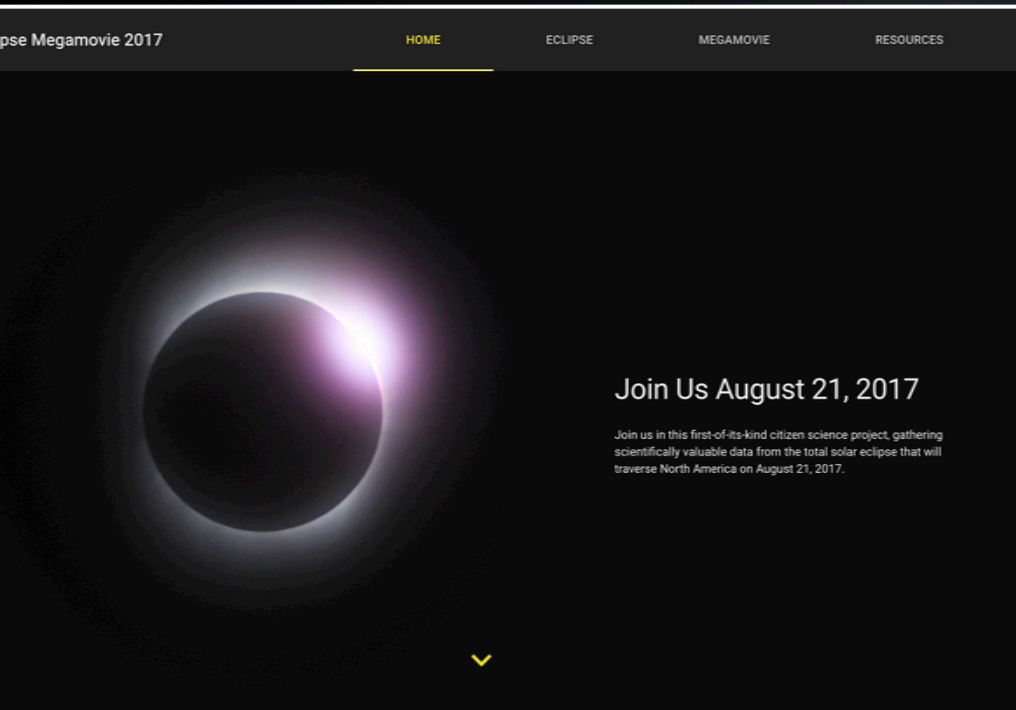 pse Megamovie 2017
HOME
ECLIPSE
MEGAMOVIE
RESOURCES
Join Us August 21, 2017
Join us in this first-of-its-kind citizen science project, gathering
scientifically valuable data from the total solar eclipse that will
traverse North America on August 21, 2017.